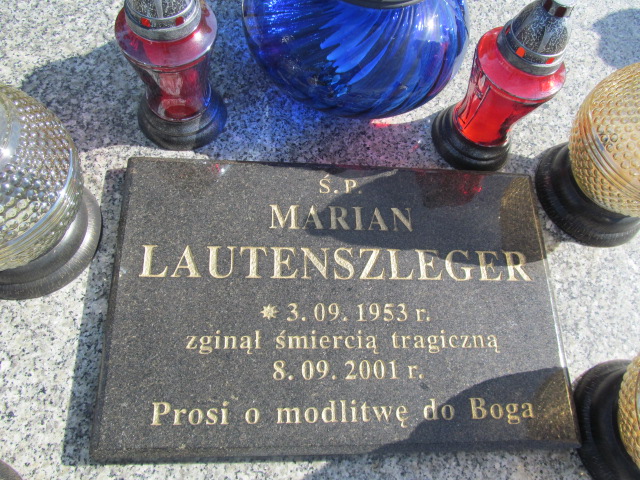 Ś.P.
MARIAN
LAUTENSZLEGER
* 3.09.1953 r.
zginął śmiercią tragiczną
8.09.2001 r.
Prosi o modlitwę do Boga